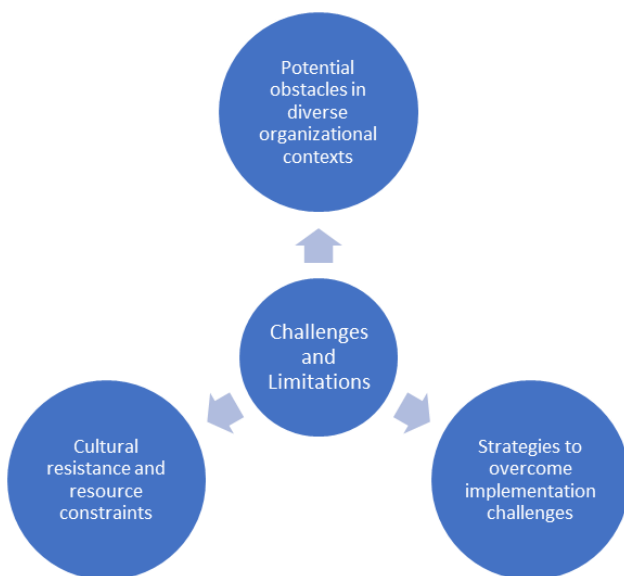 Potential
obstacles in
diverse
organizational
contexts
Challenges
and
Limitations
Cultural
resistance and
resource
constraints
Strategies to
overcome
implementation
challenges